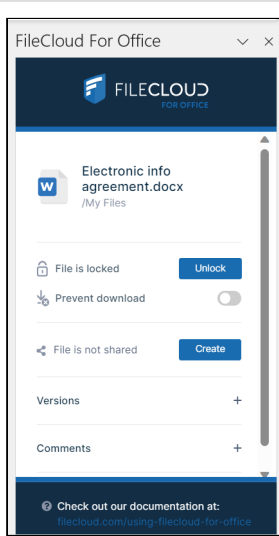 FileCloud For Office
FILECLOUD
FOR OFFICE
W
Electronic info
agreement.docx
/My Files
File is locked
Unlock
Prevent download
File is not shared
Create
Versions +
Comments +
Check out our documentation at:
filecloud.com/using-filecloud-for-office